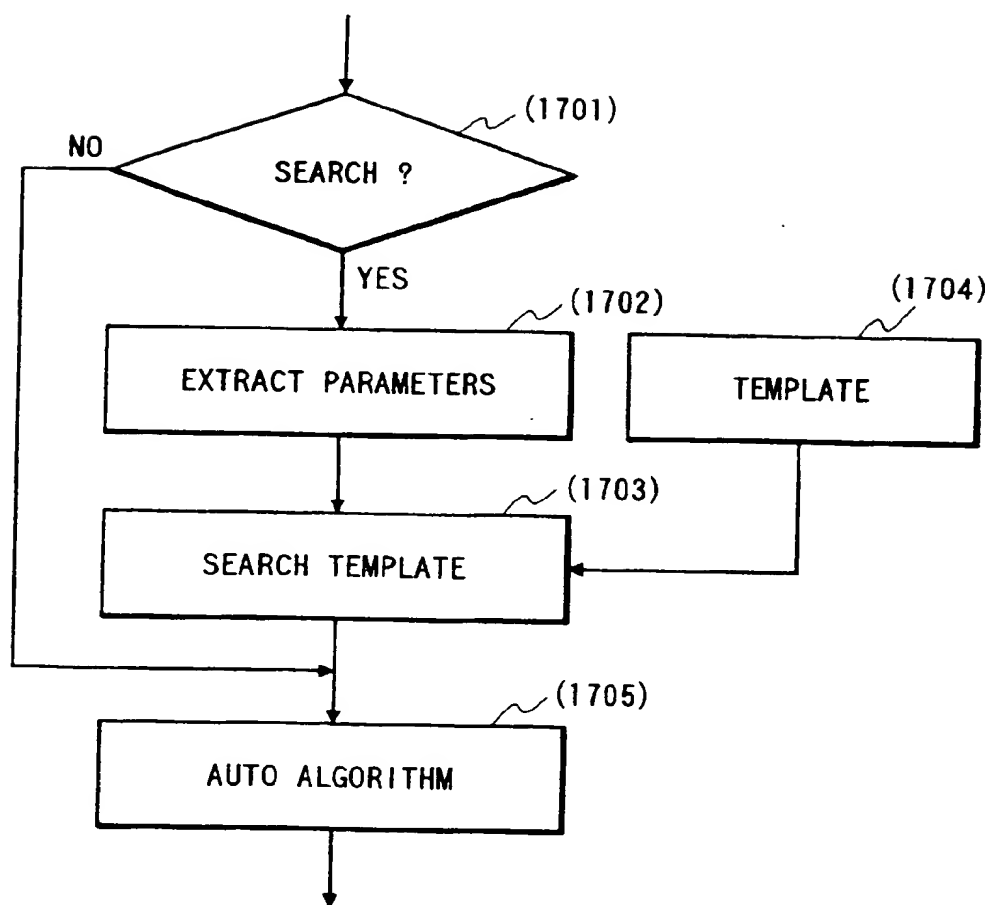 (1701)
NO
SEARCH ?
YES
(1702)
(1704)
EXTRACT PARAMETERS
TEMPLATE
(1703)
SEARCH TEMPLATE
(1705)
AUTO ALGORITHM